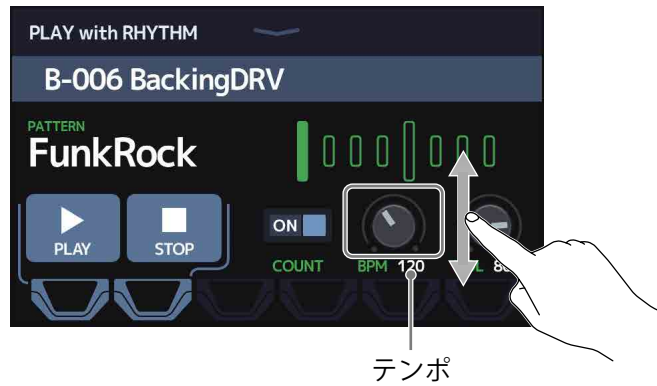 PLAY with RHYTHM
B-006 BackingDRV
PATTERN
FunkRock
PLAY
STOP
ON
COUNT
BPM 120
テンポ